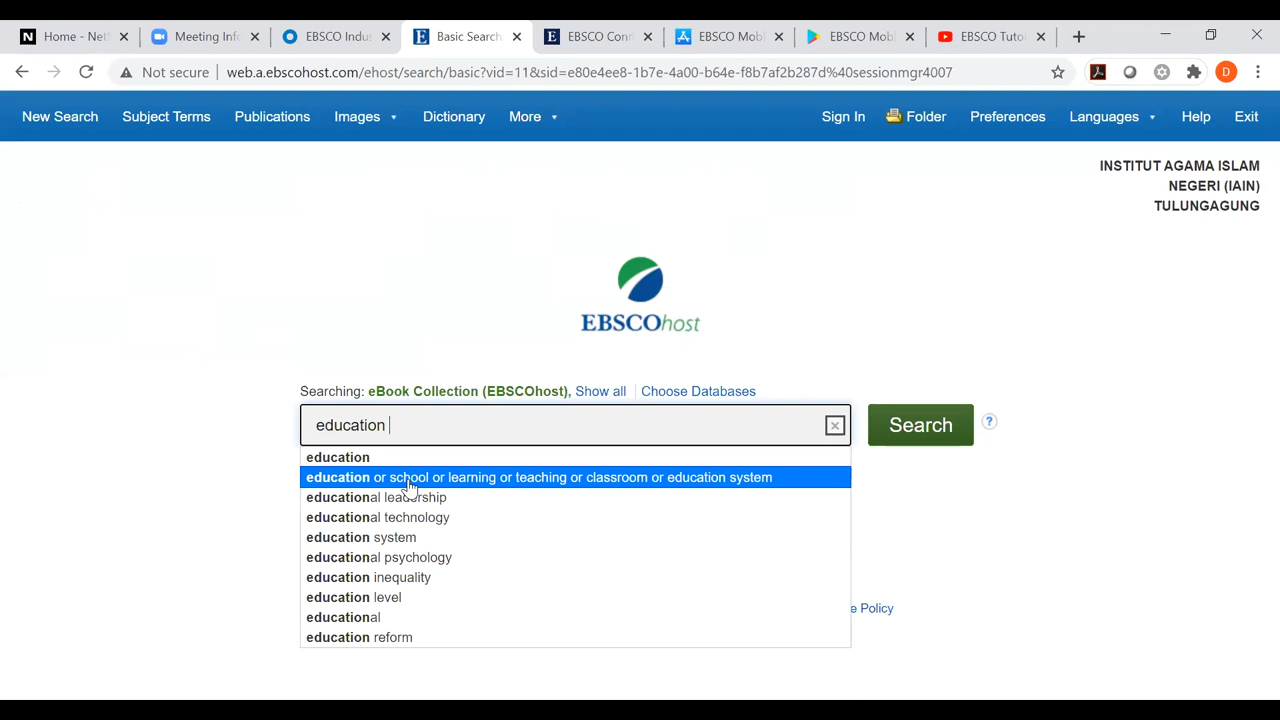 Home - Net
Meeting Inf
EBSCO Indu
Basic Search
EBSCO Con
EBSCO Mobi
EBSCO Mobi
EBSCO Tuto
Not secure web.a.ebscohost.com/ehost/search/basic?vid=11&sid=e80e4ee8-1b7e-4a00-b64e-f8b7af2b287d%40sessionmgr4007
D
New Search Subject Terms Publications Images Dictionary More Sign In Folder Preferences Languages Help Exit
INSTITUT AGAMA ISLAM
NEGERI (IAIN)
TULUNGAGUNG
EBSCOhost
Searching: eBook Collection (EBSCOhost), Show all Choose Databases
education
Search
?
education
education or school or learning or teaching or classroom or education system
educational leadership
educational technology
education system
educational psychology
education inequality
education level
e Policy
educational
education reform